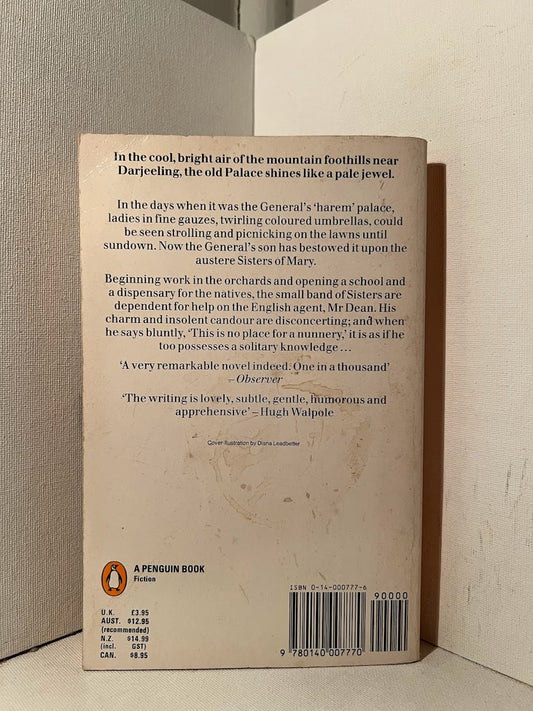 In the cool, bright air of the mountain foothills near
Darjeeling, the old Palace shines like a pale jewel.
In the days when it was the General's 'harem' palace,
ladies in fine gauzes, twirling coloured umbrellas, could
be seen strolling and picnicking on the lawns until
sundown. Now the General's son has bestowed it upon the
austere Sisters of Mary.
Beginning work in the orchards and opening a school and
a dispensary for the natives, the small band of Sisters are
dependent for help on the English agent, Mr Dean. His
charm and insolent candour are disconcerting; and when
he says bluntly, 'This is no place for a nunnery,' it is as if he
too possesses a solitary knowledge ...
'A very remarkable novel indeed. One in a thousand'
– Observer
'The writing is lovely, subtle, gentle, humorous and
apprehensive' – Hugh Walpole
Cover illustration by Diana Leadbetter
A PENGUIN BOOK
Fiction
U.K. £3.95
AUST. $12.95
(recommended)
N.Z. $14.99
(incl. GST)
CAN. $8.95
ISBN 0-14-000777-6
90000
9 780140 007770